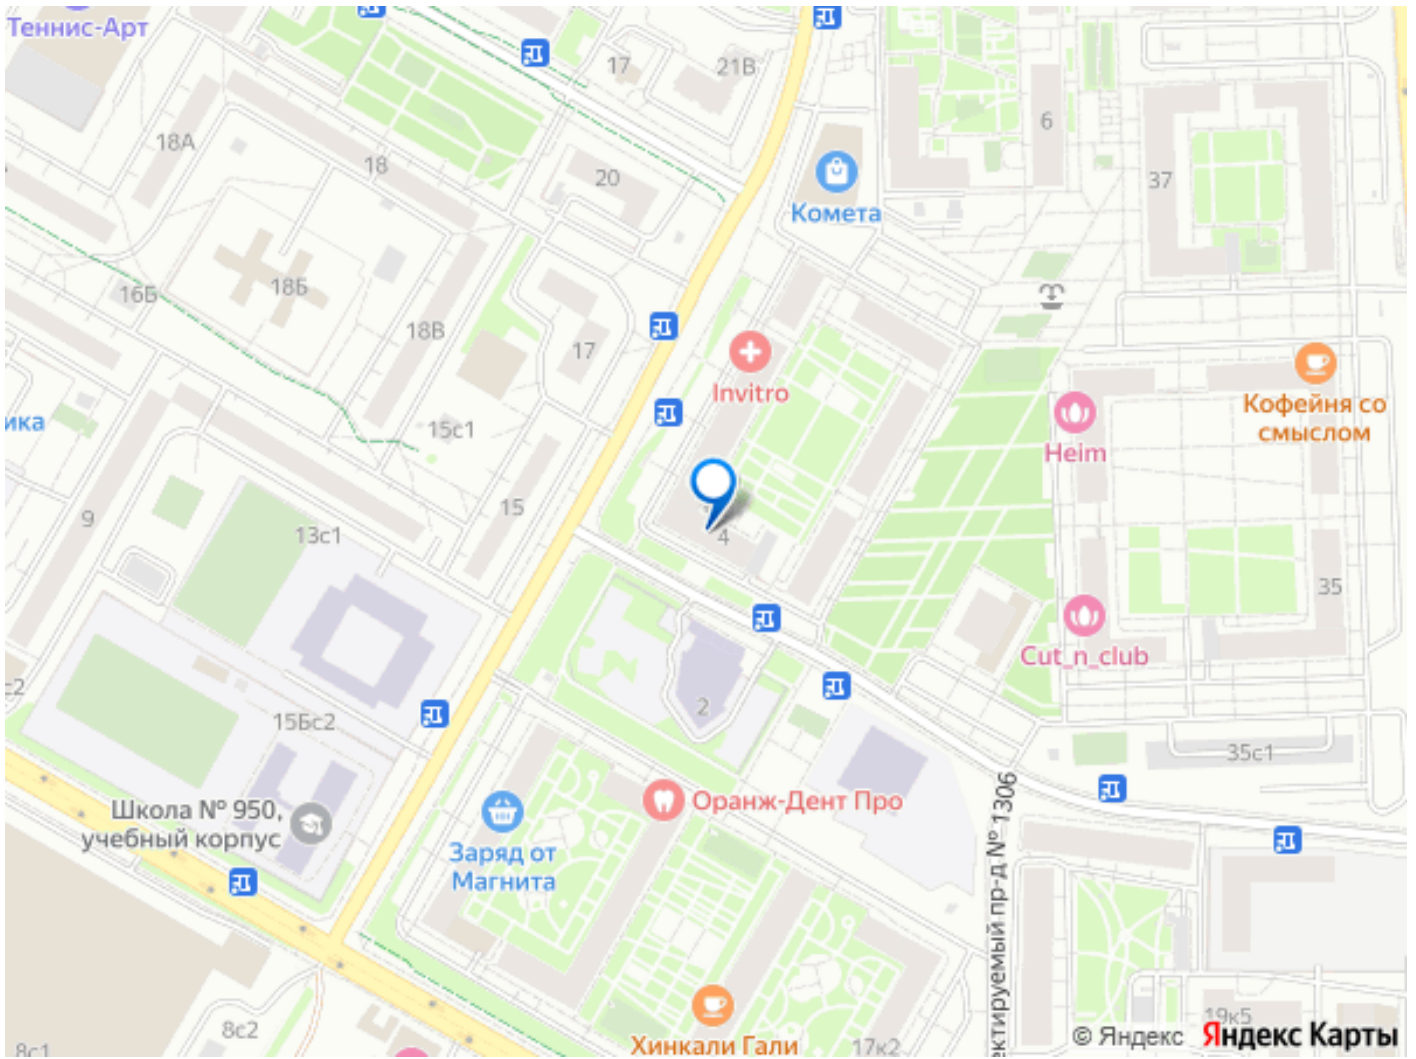 Теннис-Арт
17
21В
6
18А
18
20
37
Комета
16Б
18Б
18В
17
Invitro
Кофейня со
смыслом
ика
15с1
Heim
9
13с1
15
4
35
Cut_n_club
с2
15Бс2
2
35с1
Школа № 950,
учебный корпус
Оранж-Дент Про
Заряд от
Магнита
ектируемый пр-д № 1306
8с2
8с1
Хинкали Гали
17к2
19к5
© Яндекс Яндекс Карты